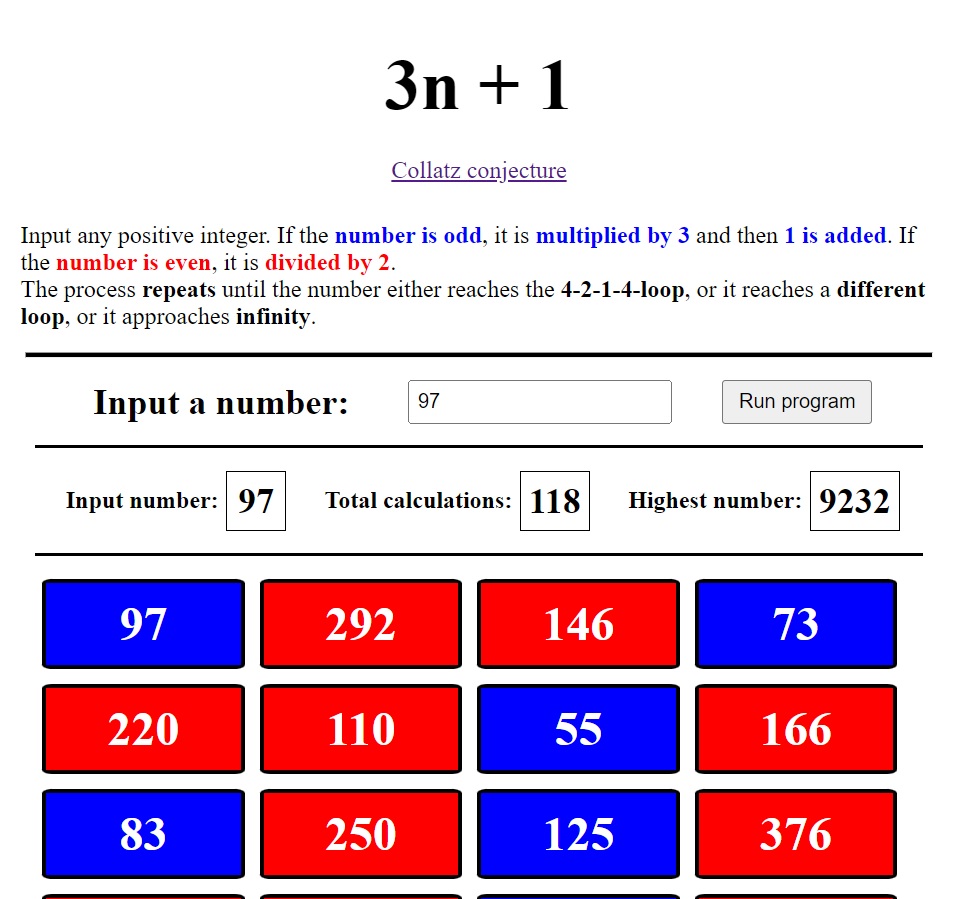 3n + 1
Collatz conjecture
Input any positive integer. If the number is odd, it is multiplied by 3 and then 1 is added. If
the number is even, it is divided by 2.
The process repeats until the number either reaches the 4-2-1-4-loop, or it reaches a different
loop, or it approaches infinity.
Input a number: 97 Run program
Input number: 97 Total calculations: 118 Highest number: 9232
97 292 146 73
220 110 55 166
83 250 125 376